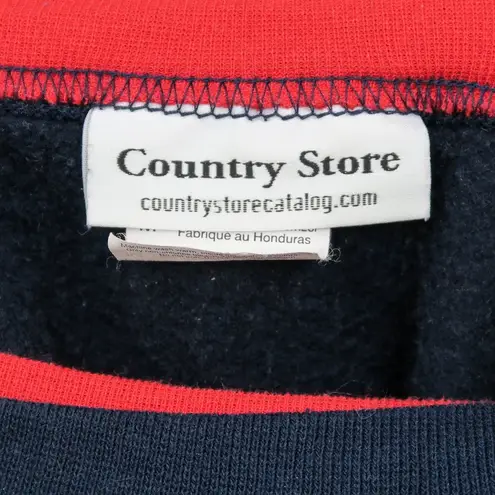 Country Store
countrystorecatalog.com
Fabrique au Honduras